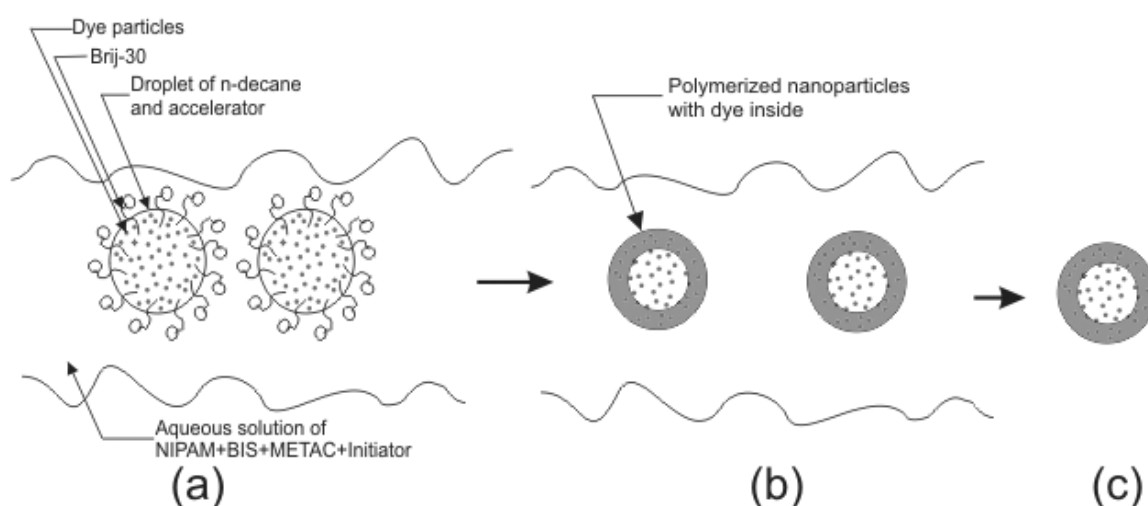 Dye particles
Brij-30
Droplet of n-decane
and accelerator
Polymerized nanoparticles
with dye inside
Aqueous solution of
NIPAM+BIS+METAC+Initiator
(a)
(b)
(c)